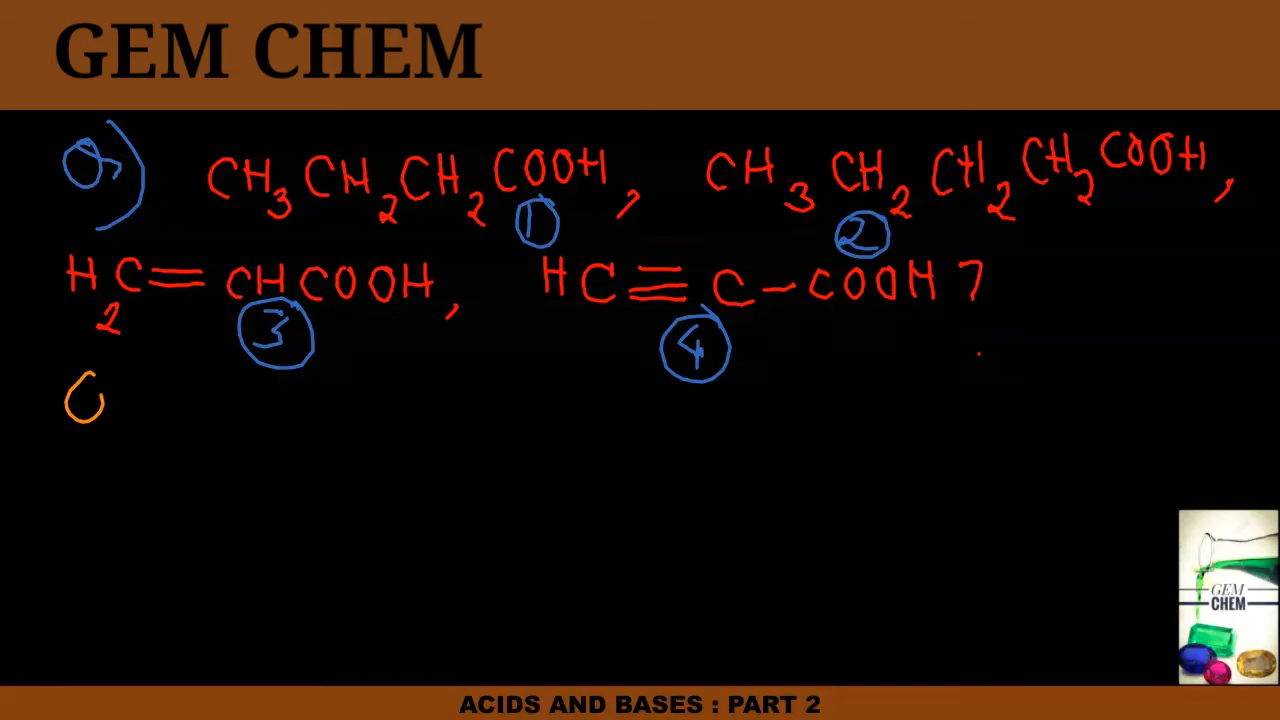 GEM CHEM
Q) CH3CH2CH2COOH, CH3CH2CH2CH2COOH,
1 2
H2C=CHCOOH, HC≡C-COOH?
3 4
GEM
CHEM
ACIDS AND BASES : PART 2